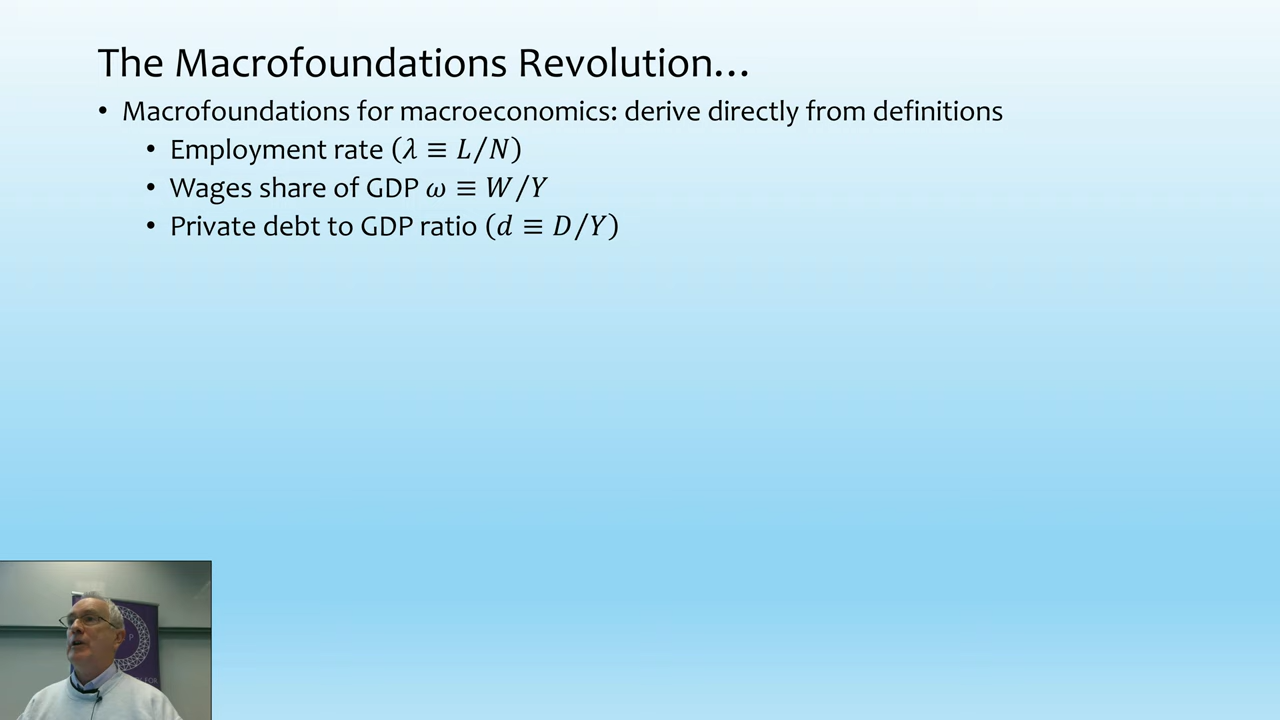 The Macrofoundations Revolution…
• Macrofoundations for macroeconomics: derive directly from definitions
• Employment rate (λ ≡ L/N)
• Wages share of GDP ω ≡ W/Y
• Private debt to GDP ratio (d ≡ D/Y)